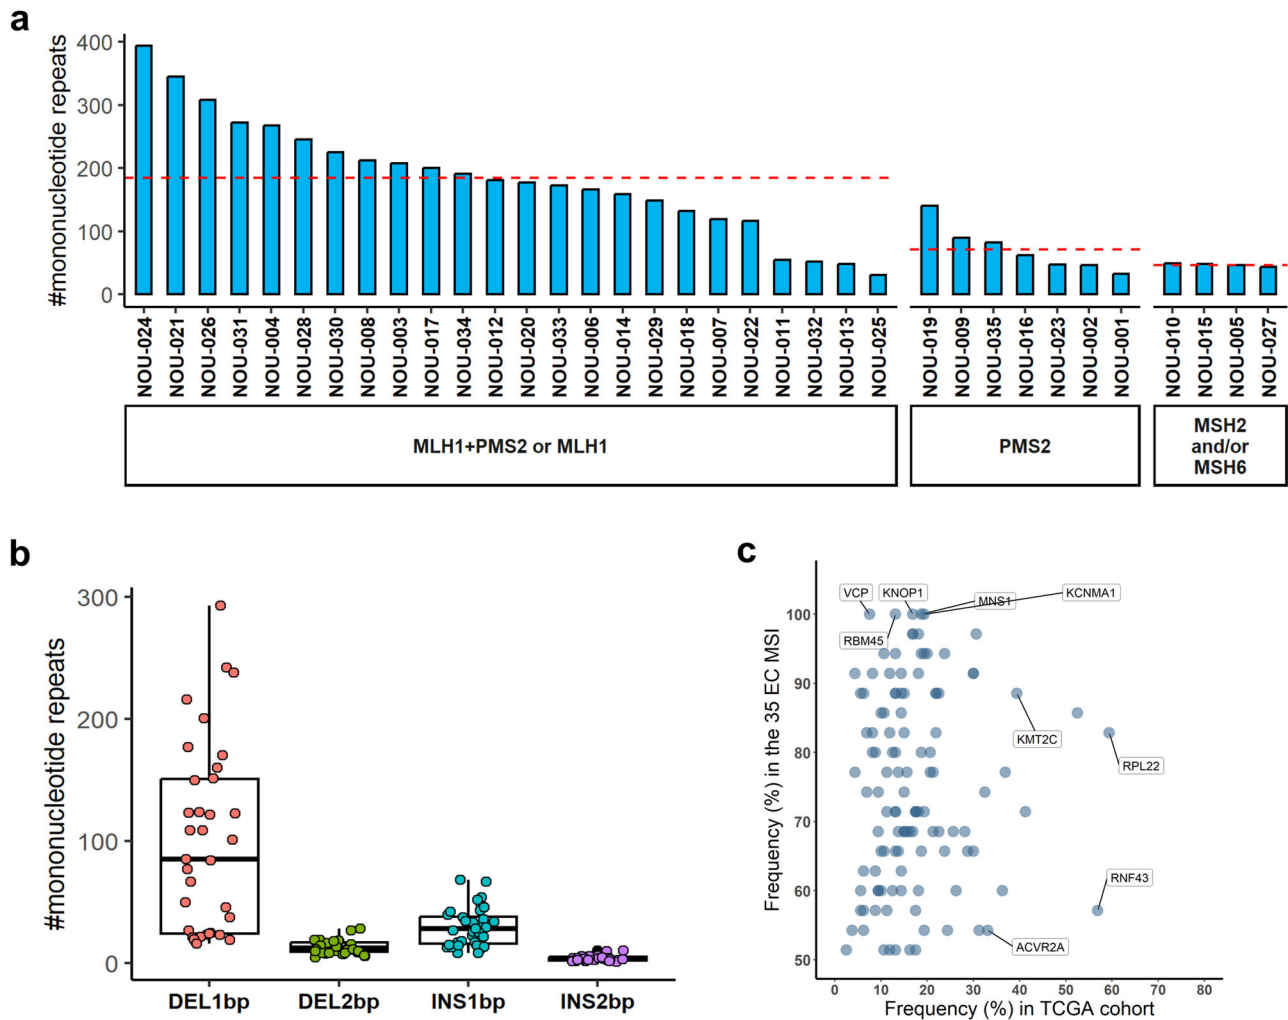 a
#mononucleotide repeats
400
300
200
100
0
NOU-024
NOU-021
NOU-026
NOU-031
NOU-004
NOU-028
NOU-030
NOU-008
NOU-003
NOU-017
NOU-034
NOU-012
NOU-020
NOU-033
NOU-006
NOU-014
NOU-029
NOU-018
NOU-007
NOU-022
NOU-011
NOU-032
NOU-013
NOU-025
NOU-019
NOU-009
NOU-035
NOU-016
NOU-023
NOU-002
NOU-001
NOU-010
NOU-015
NOU-005
NOU-027
MLH1+PMS2 or MLH1
PMS2
MSH2
and/or
MSH6
b
#mononucleotide repeats
300
200
100
0
DEL1bp
DEL2bp
INS1bp
INS2bp
c
Frequency (%) in the 35 EC MSI
100
90
80
70
60
50
VCP
KNOP1
MNS1
KCNMA1
RBM45
KMT2C
RPL22
RNF43
ACVR2A
0
10
20
30
40
50
60
70
80
Frequency (%) in TCGA cohort